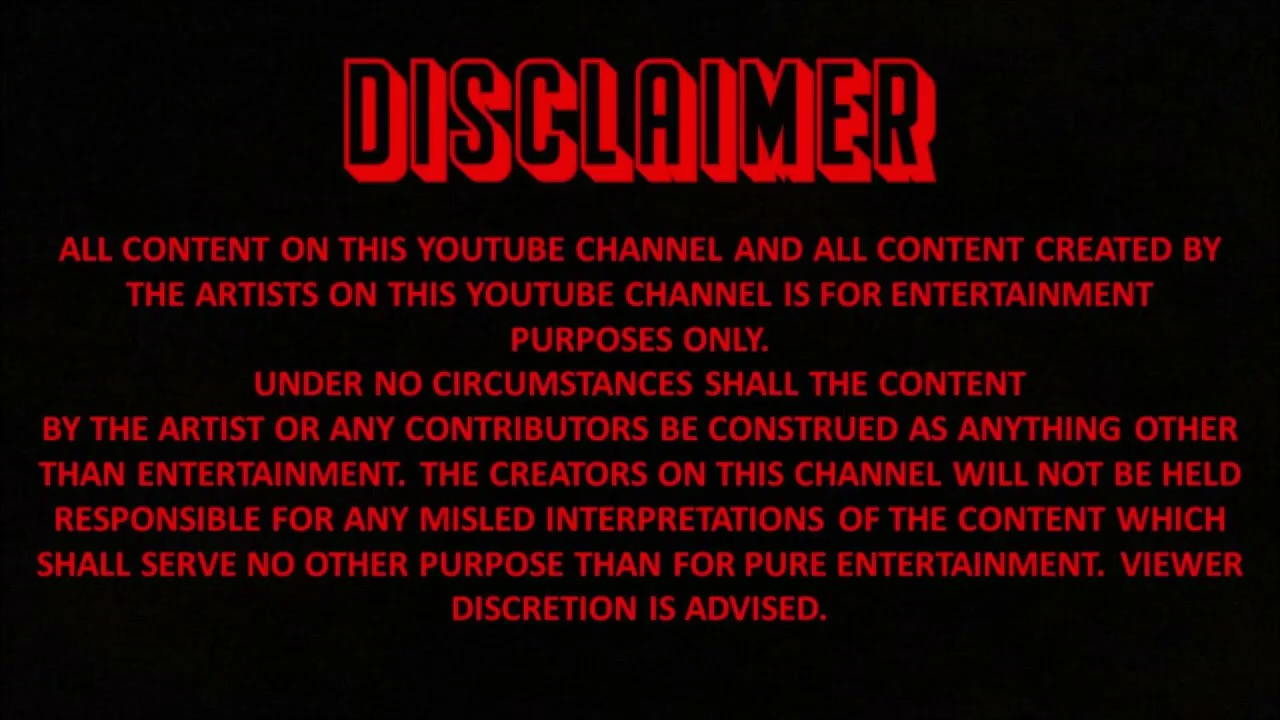 DISCLAIMER
ALL CONTENT ON THIS YOUTUBE CHANNEL AND ALL CONTENT CREATED BY
THE ARTISTS ON THIS YOUTUBE CHANNEL IS FOR ENTERTAINMENT
PURPOSES ONLY.
UNDER NO CIRCUMSTANCES SHALL THE CONTENT
BY THE ARTIST OR ANY CONTRIBUTORS BE CONSTRUED AS ANYTHING OTHER
THAN ENTERTAINMENT. THE CREATORS ON THIS CHANNEL WILL NOT BE HELD
RESPONSIBLE FOR ANY MISLED INTERPRETATIONS OF THE CONTENT WHICH
SHALL SERVE NO OTHER PURPOSE THAN FOR PURE ENTERTAINMENT. VIEWER
DISCRETION IS ADVISED.